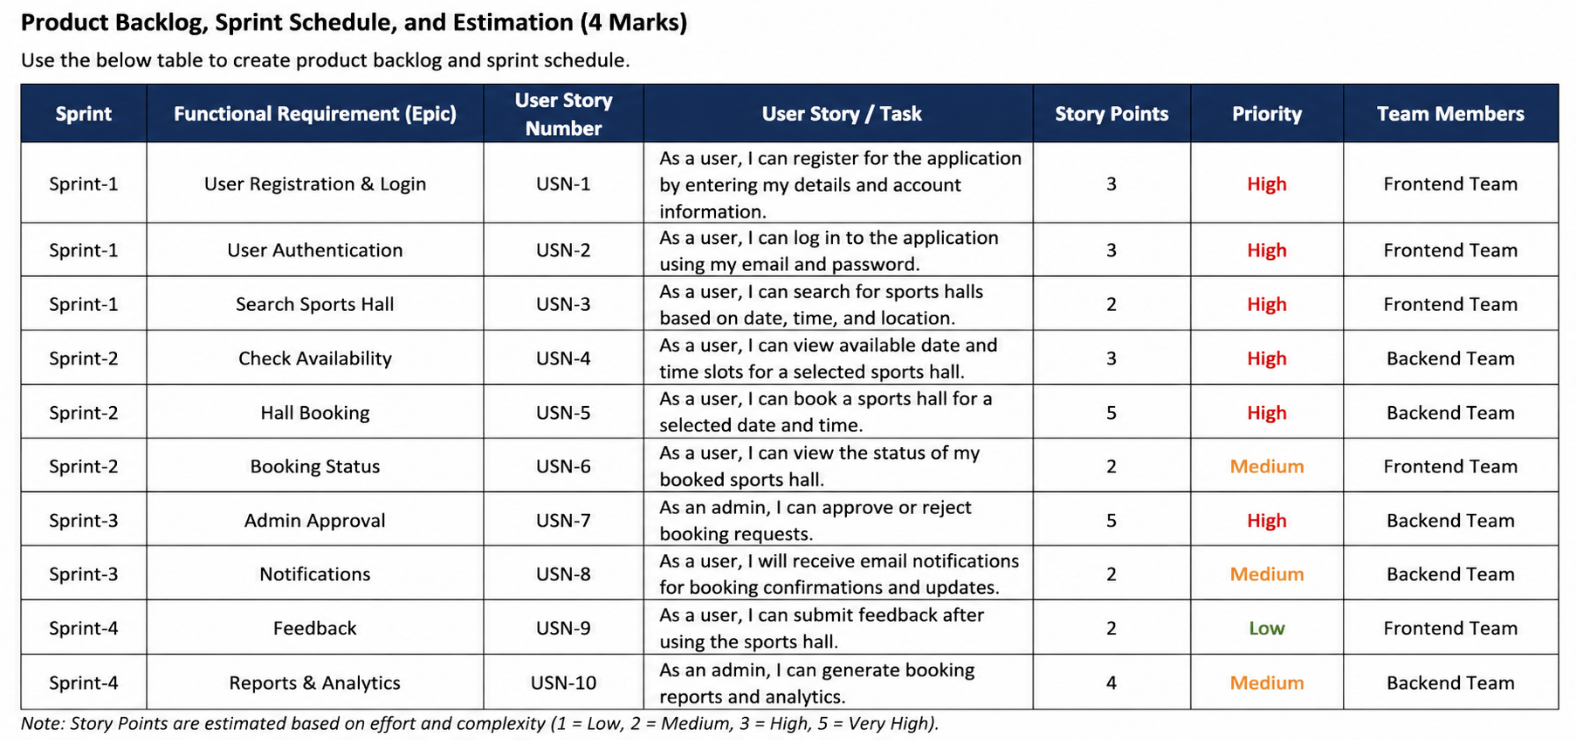 Product Backlog, Sprint Schedule, and Estimation (4 Marks)
Use the below table to create product backlog and sprint schedule.
Sprint Functional Requirement (Epic) User Story Number User Story / Task Story Points Priority Team Members
Sprint-1 User Registration & Login USN-1 As a user, I can register for the application by entering my details and account information. 3 High Frontend Team
Sprint-1 User Authentication USN-2 As a user, I can log in to the application using my email and password. 3 High Frontend Team
Sprint-1 Search Sports Hall USN-3 As a user, I can search for sports halls based on date, time, and location. 2 High Frontend Team
Sprint-2 Check Availability USN-4 As a user, I can view available date and time slots for a selected sports hall. 3 High Backend Team
Sprint-2 Hall Booking USN-5 As a user, I can book a sports hall for a selected date and time. 5 High Backend Team
Sprint-2 Booking Status USN-6 As a user, I can view the status of my booked sports hall. 2 Medium Frontend Team
Sprint-3 Admin Approval USN-7 As an admin, I can approve or reject booking requests. 5 High Backend Team
Sprint-3 Notifications USN-8 As a user, I will receive email notifications for booking confirmations and updates. 2 Medium Backend Team
Sprint-4 Feedback USN-9 As a user, I can submit feedback after using the sports hall. 2 Low Frontend Team
Sprint-4 Reports & Analytics USN-10 As an admin, I can generate booking reports and analytics. 4 Medium Backend Team
Note: Story Points are estimated based on effort and complexity (1 = Low, 2 = Medium, 3 = High, 5 = Very High).